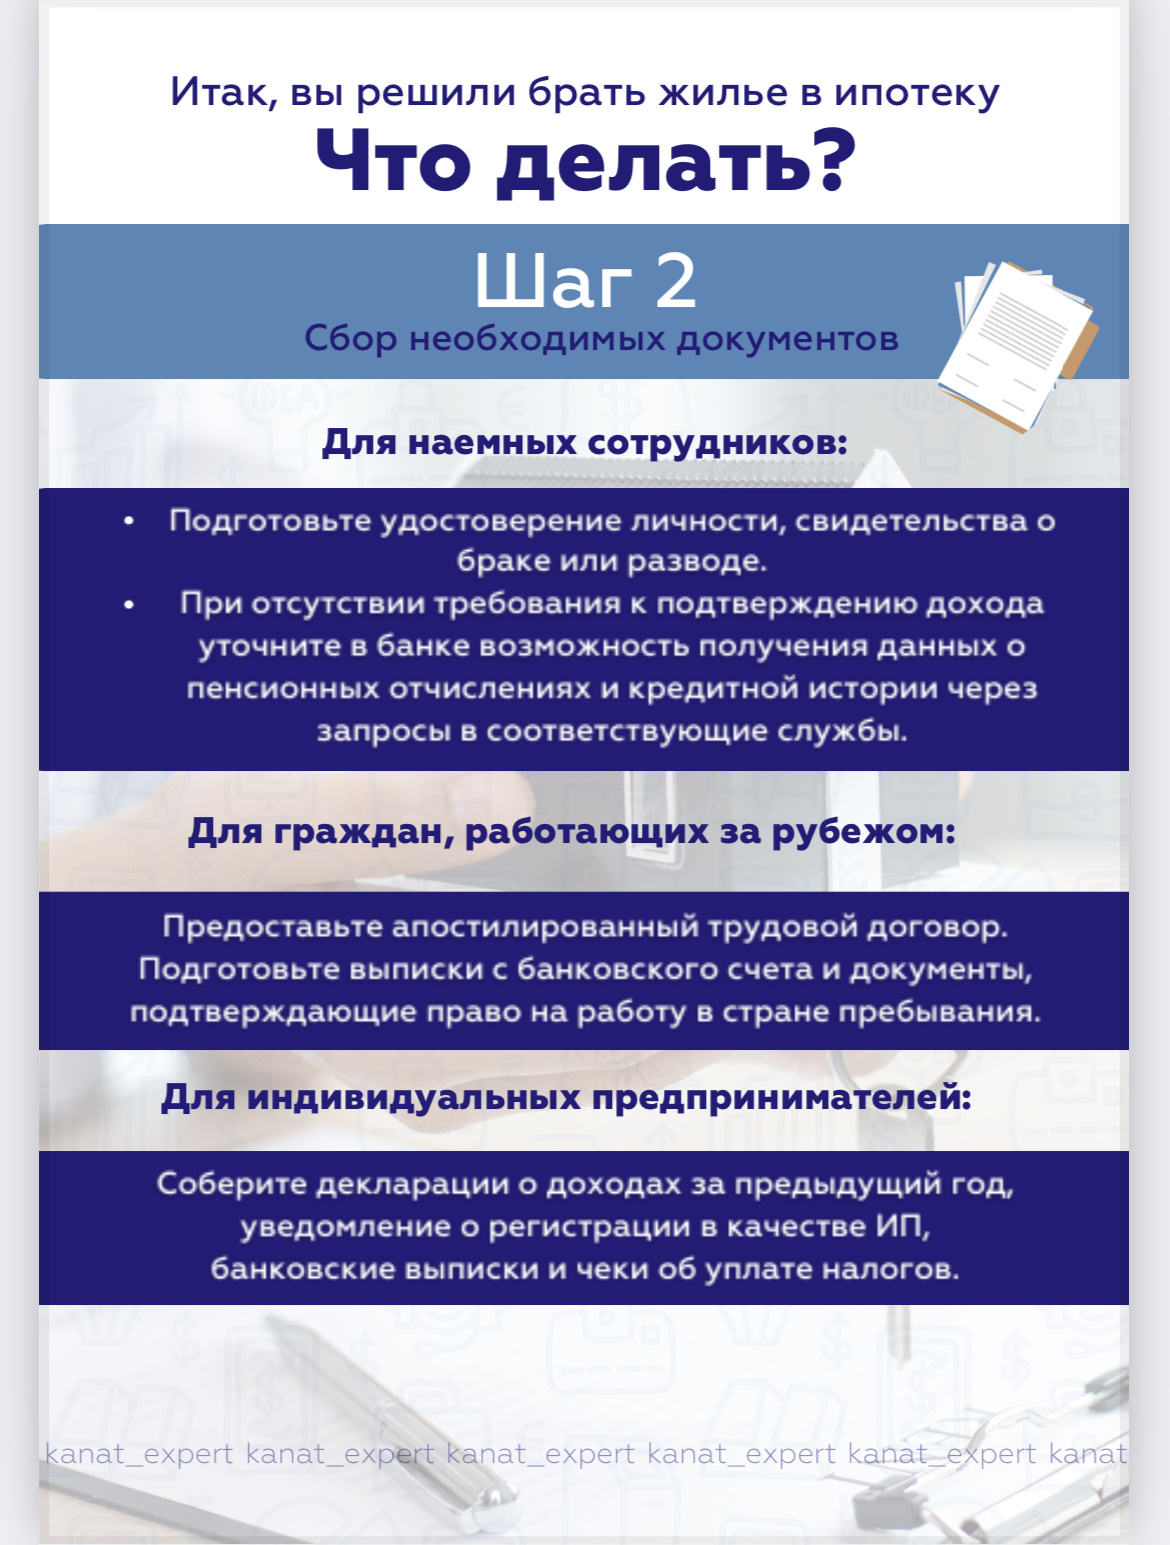 Итак, вы решили брать жилье в ипотеку
Что делать?
Шаг 2
Сбор необходимых документов
Для наемных сотрудников:
• Подготовьте удостоверение личности, свидетельства о
браке или разводе.
• При отсутствии требования к подтверждению дохода
уточните в банке возможность получения данных о
пенсионных отчислениях и кредитной истории через
запросы в соответствующие службы.
Для граждан, работающих за рубежом:
Предоставьте апостилированный трудовой договор.
Подготовьте выписки с банковского счета и документы,
подтверждающие право на работу в стране пребывания.
Для индивидуальных предпринимателей:
Соберите декларации о доходах за предыдущий год,
уведомление о регистрации в качестве ИП,
банковские выписки и чеки об уплате налогов.
kanat_expert kanat_expert kanat_expert kanat_expert kanat_expert kanat